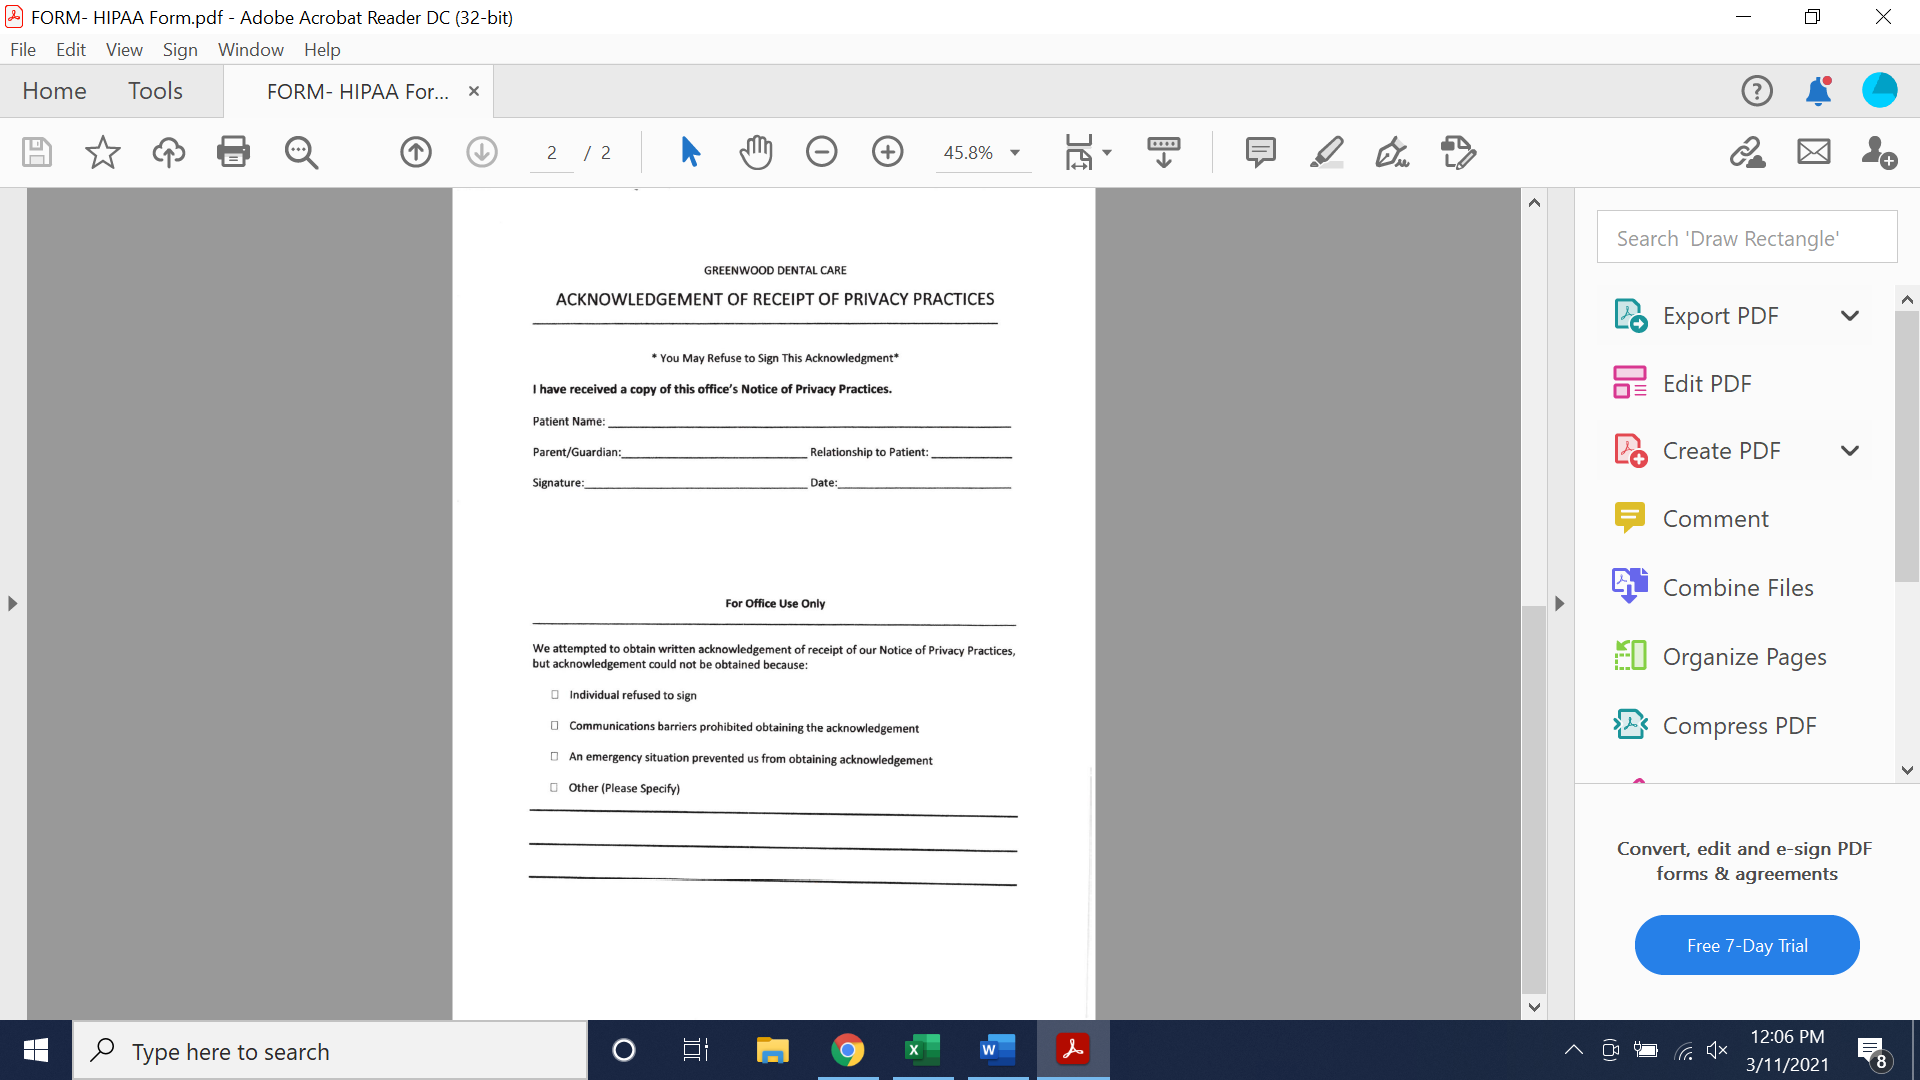 FORM- HIPAA Form.pdf - Adobe Acrobat Reader DC (32-bit)
File Edit View Sign Window Help
Home Tools FORM- HIPAA For... ×
2 / 2 45.8%
Search 'Draw Rectangle'
Export PDF
Edit PDF
Create PDF
Comment
Combine Files
Organize Pages
Compress PDF
Convert, edit and e-sign PDF
forms & agreements
Free 7-Day Trial
GREENWOOD DENTAL CARE
ACKNOWLEDGEMENT OF RECEIPT OF PRIVACY PRACTICES
* You May Refuse to Sign This Acknowledgment*
I have received a copy of this office's Notice of Privacy Practices.
Patient Name:
Parent/Guardian: Relationship to Patient:
Signature: Date:
For Office Use Only
We attempted to obtain written acknowledgement of receipt of our Notice of Privacy Practices,
but acknowledgement could not be obtained because:
Individual refused to sign
Communications barriers prohibited obtaining the acknowledgement
An emergency situation prevented us from obtaining acknowledgement
Other (Please Specify)
Type here to search
12:06 PM
3/11/2021
8